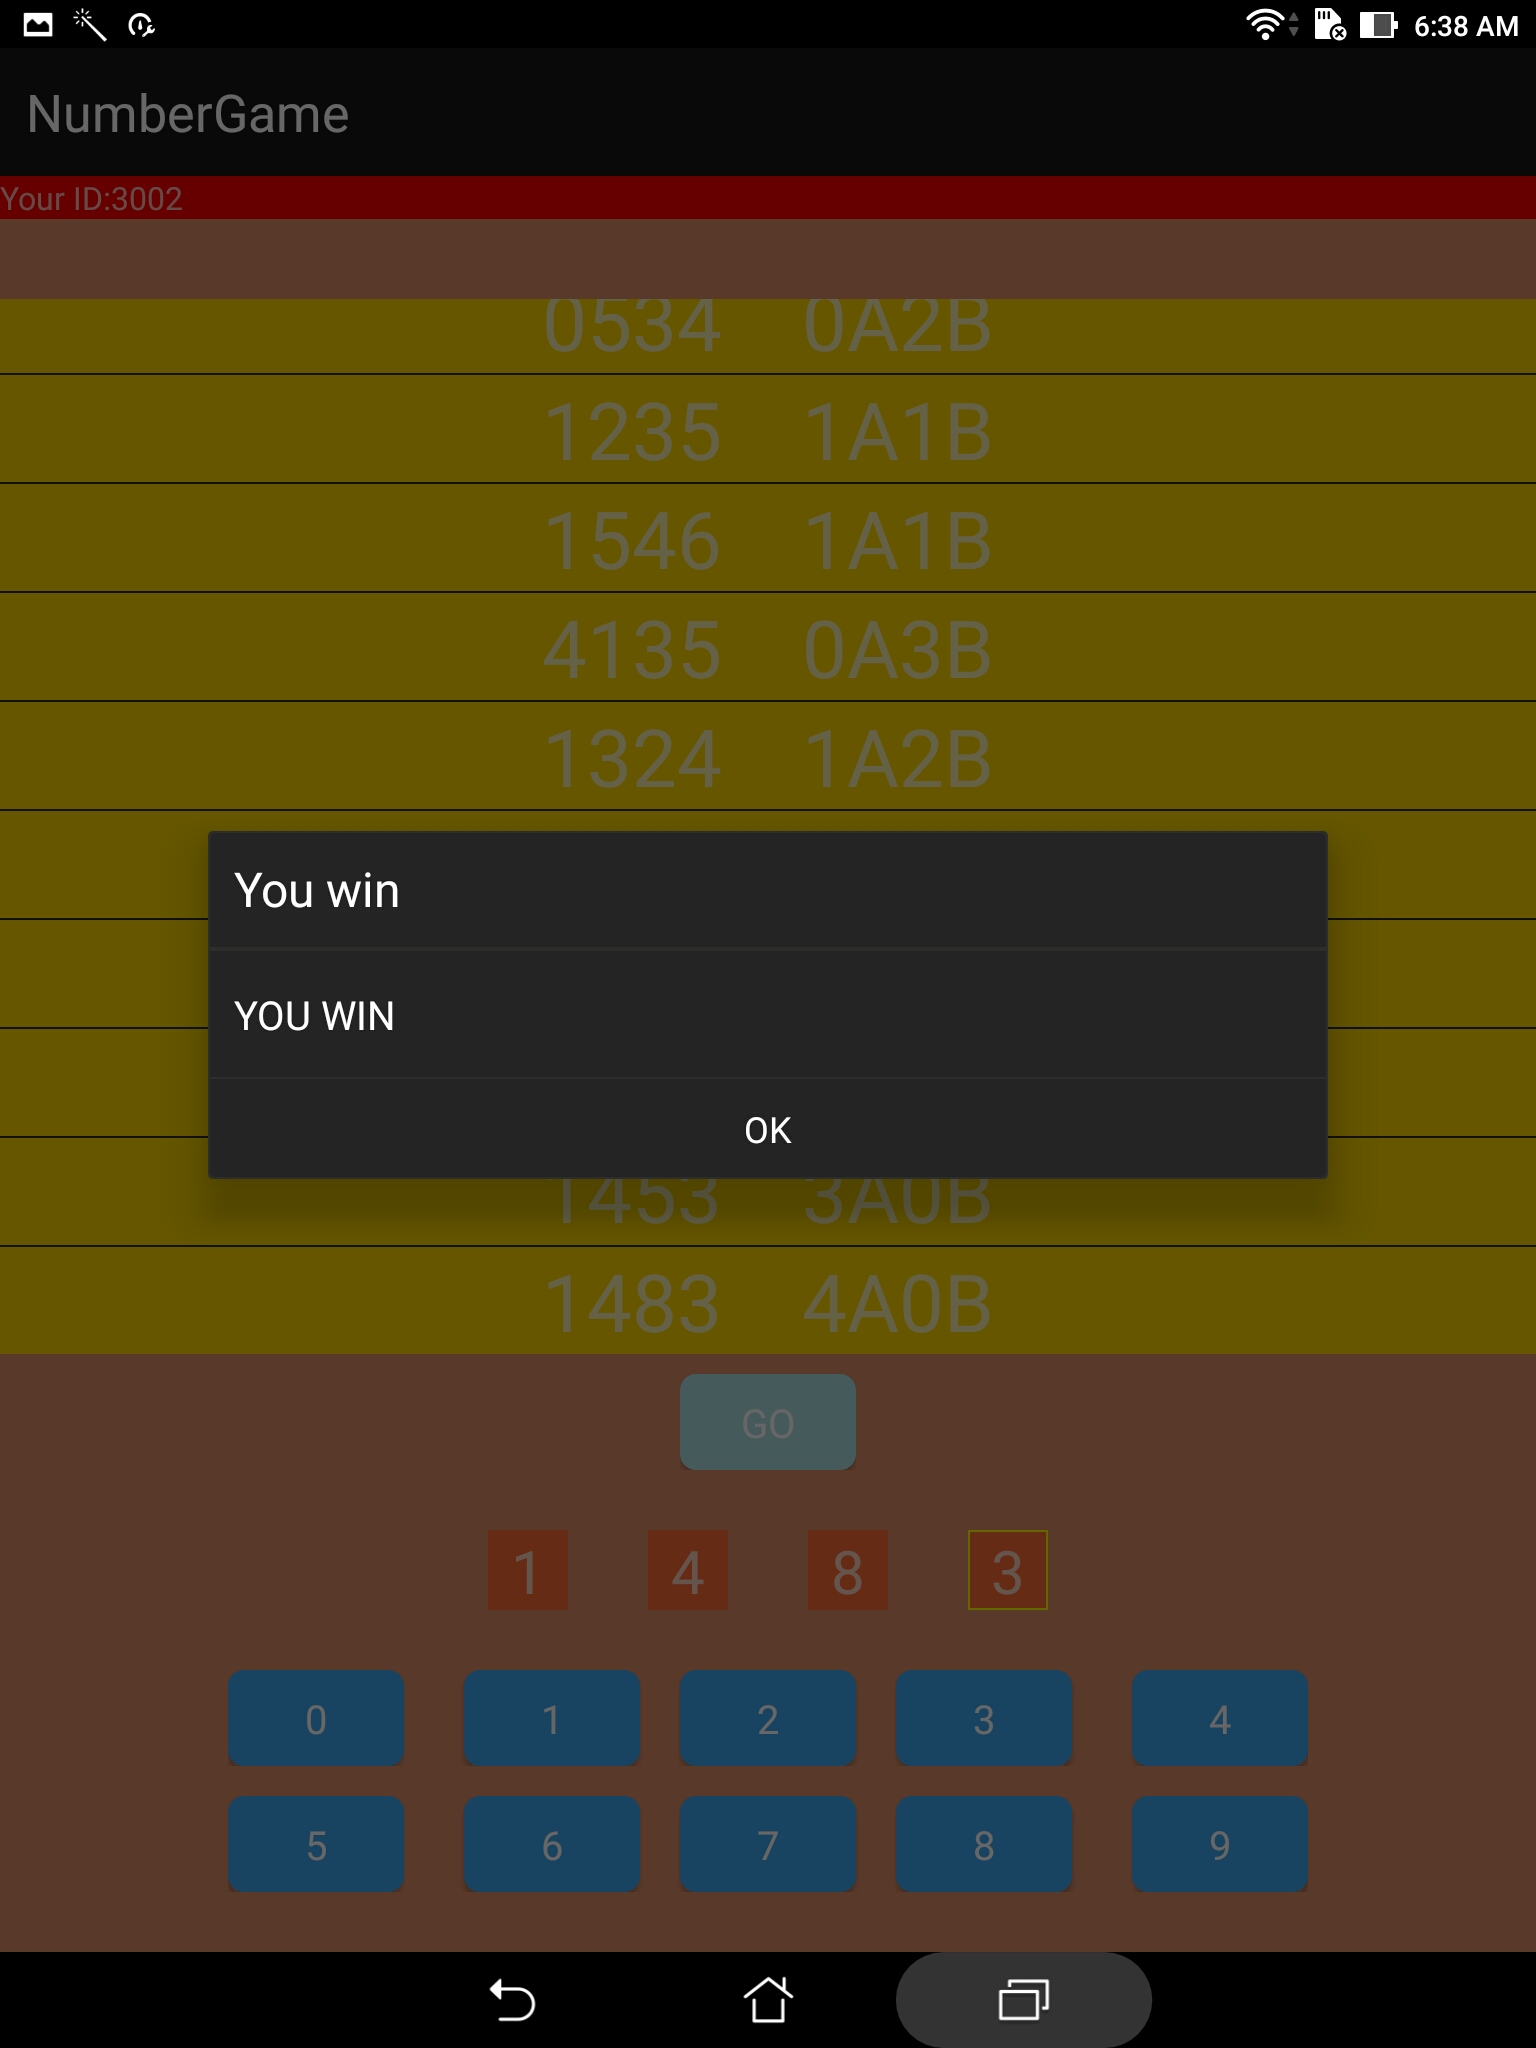 6:38 AM
NumberGame
Your ID:3002
0534 0A2B
1235 1A1B
1546 1A1B
4135 0A3B
1324 1A2B
You win
YOU WIN
OK
1453 3A0B
1483 4A0B
GO
1 4 8 3
0 1 2 3 4
5 6 7 8 9